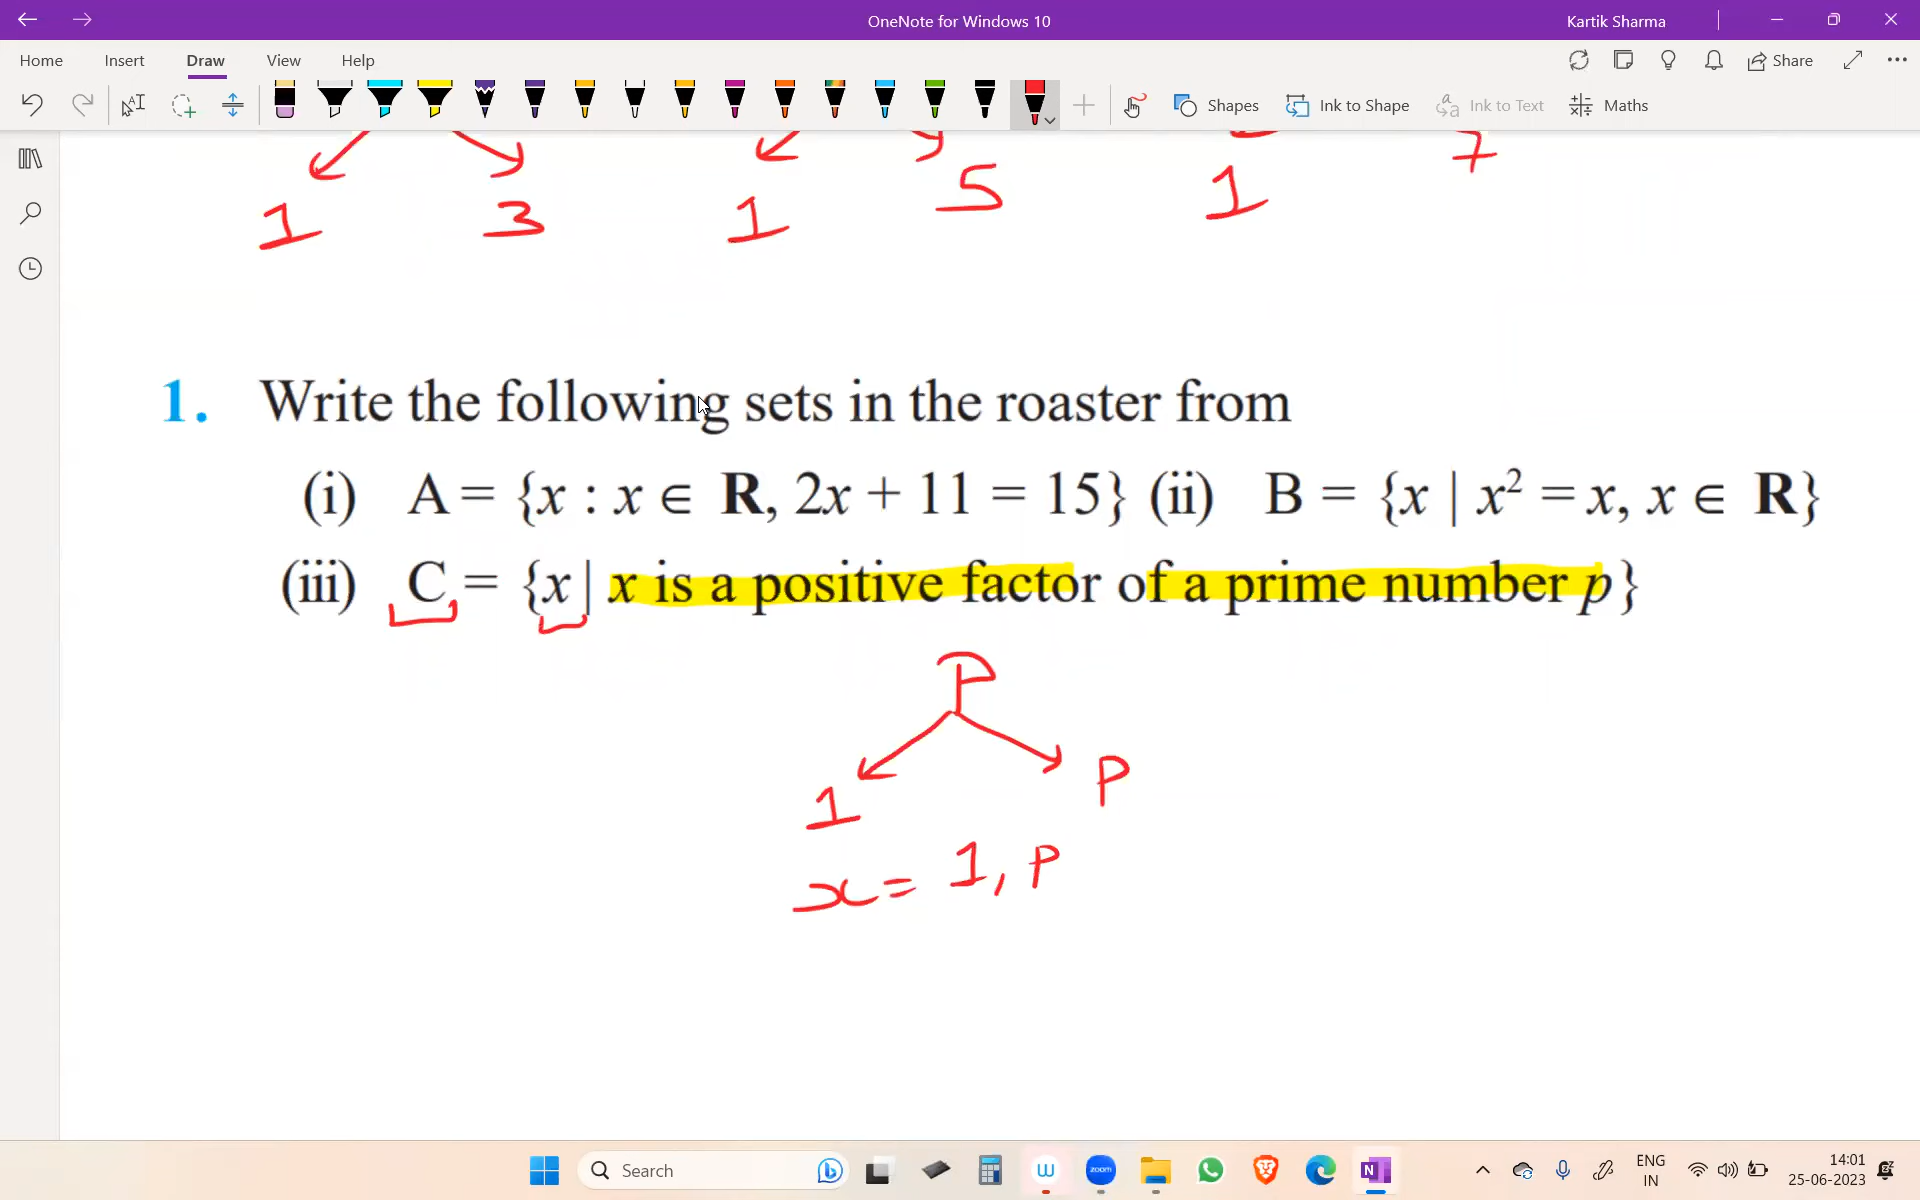 OneNote for Windows 10
Kartik Sharma
Home Insert Draw View Help
Share
Shapes Ink to Shape Ink to Text Maths
1 3 1 5 1 7
1. Write the following sets in the roaster from
(i) A = {x : x ∈ R, 2x + 11 = 15} (ii) B = {x | x² = x, x ∈ R}
(iii) C = {x | x is a positive factor of a prime number p}
P
1 P
x = 1, P
Search
zoom
ENG
IN
14:01
25-06-2023